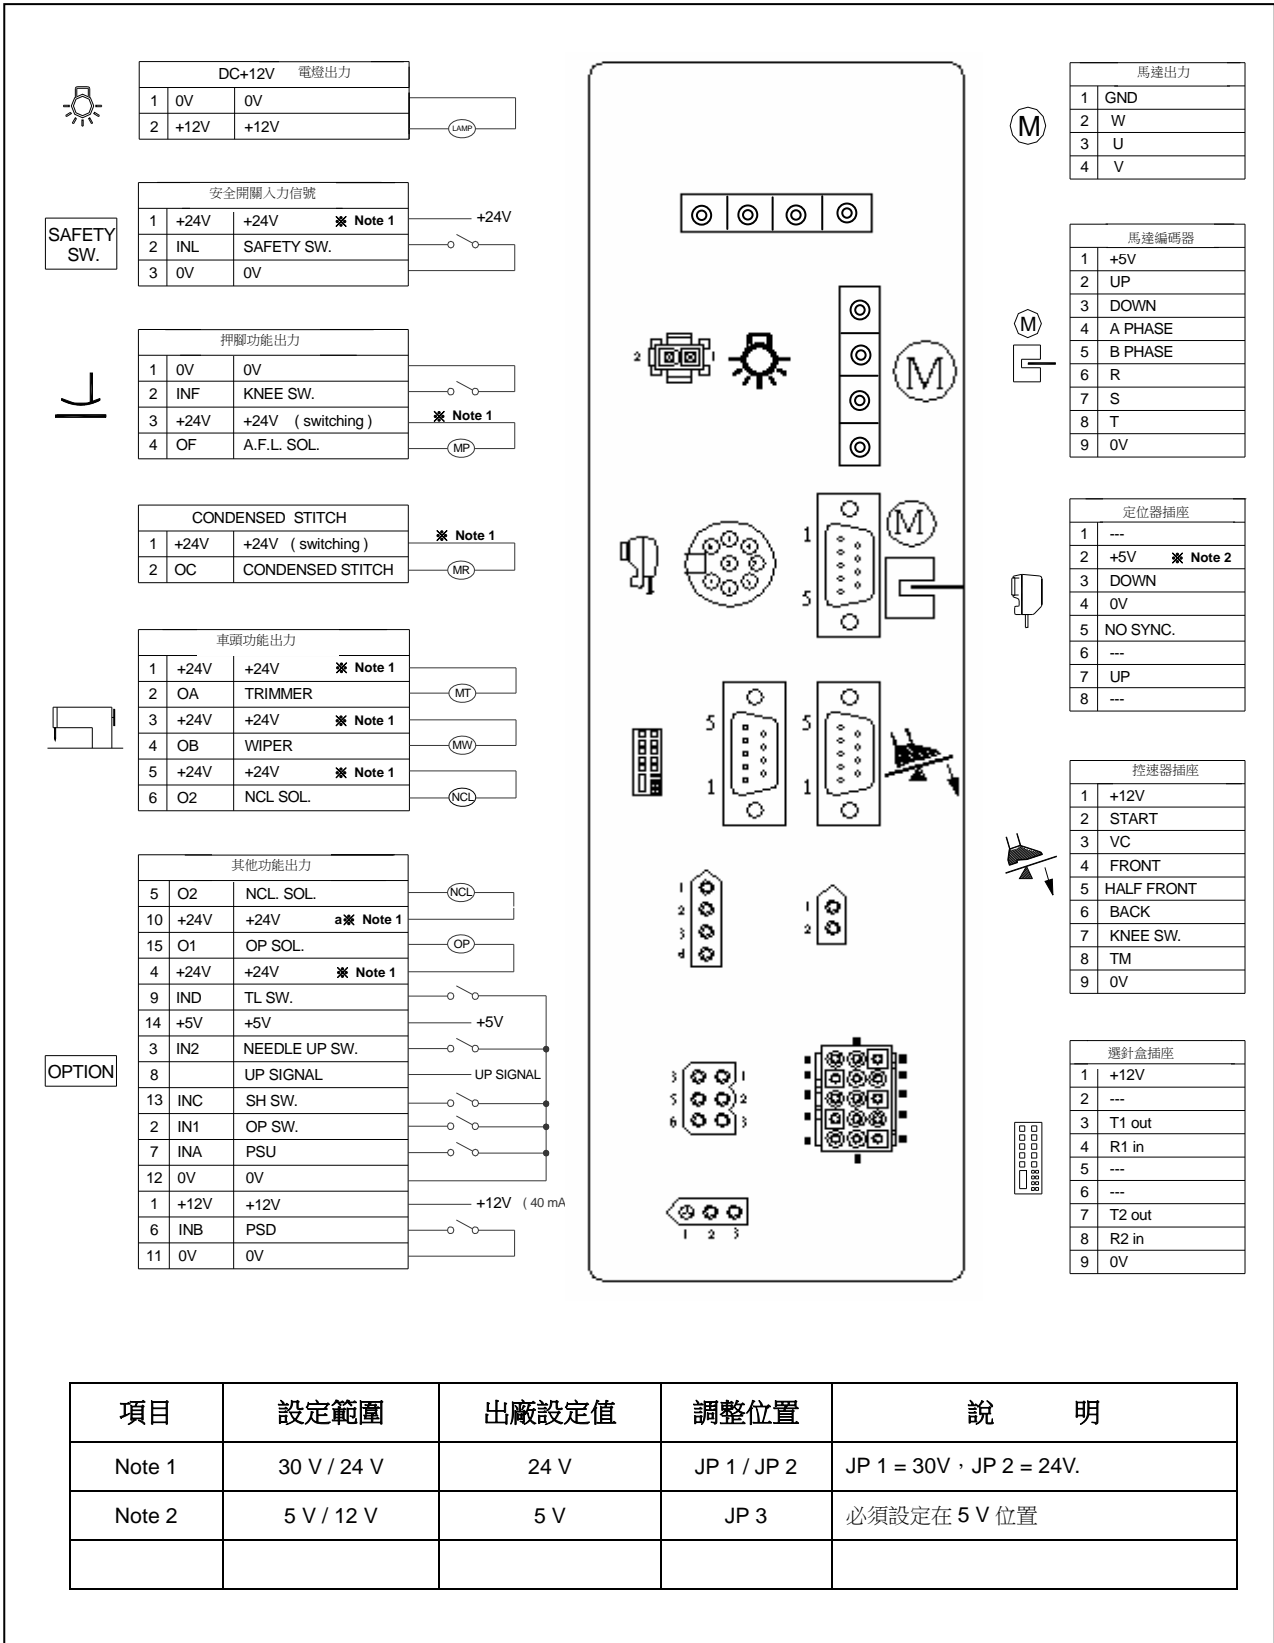 DC+12V 電燈出力
1 0V 0V
2 +12V +12V
LAMP
SAFETY SW.
安全開關入力信號
1 +24V +24V ※ Note 1
+24V
2 INL SAFETY SW.
3 0V 0V
押腳功能出力
1 0V 0V
2 INF KNEE SW.
3 +24V +24V ( switching )
※ Note 1
4 OF A.F.L. SOL.
MP
CONDENSED STITCH
1 +24V +24V ( switching )
※ Note 1
2 OC CONDENSED STITCH
MR
車頭功能出力
1 +24V +24V ※ Note 1
2 OA TRIMMER
MT
3 +24V +24V ※ Note 1
4 OB WIPER
MW
5 +24V +24V ※ Note 1
6 O2 NCL SOL.
NCL
OPTION
其他功能出力
5 O2 NCL. SOL.
NCL
10 +24V +24V a※ Note 1
15 O1 OP SOL.
OP
4 +24V +24V ※ Note 1
9 IND TL SW.
14 +5V +5V
+5V
3 IN2 NEEDLE UP SW.
8 UP SIGNAL
UP SIGNAL
13 INC SH SW.
2 IN1 OP SW.
7 INA PSU
12 0V 0V
1 +12V +12V
+12V ( 40 mA
6 INB PSD
11 0V 0V
2 1
M
1
5
M
5
1
5
1
1
2
3
4
1
2
3 1
5 2
6 3
1 2 3
M
馬達出力
1 GND
2 W
3 U
4 V
M
馬達編碼器
1 +5V
2 UP
3 DOWN
4 A PHASE
5 B PHASE
6 R
7 S
8 T
9 0V
定位器插座
1 ---
2 +5V ※ Note 2
3 DOWN
4 0V
5 NO SYNC.
6 ---
7 UP
8 ---
控速器插座
1 +12V
2 START
3 VC
4 FRONT
5 HALF FRONT
6 BACK
7 KNEE SW.
8 TM
9 0V
選針盒插座
1 +12V
2 ---
3 T1 out
4 R1 in
5 ---
6 ---
7 T2 out
8 R2 in
9 0V
項目 設定範圍 出廠設定值 調整位置 說 明
Note 1 30 V / 24 V 24 V JP 1 / JP 2 JP 1 = 30V，JP 2 = 24V.
Note 2 5 V / 12 V 5 V JP 3 必須設定在 5 V 位置